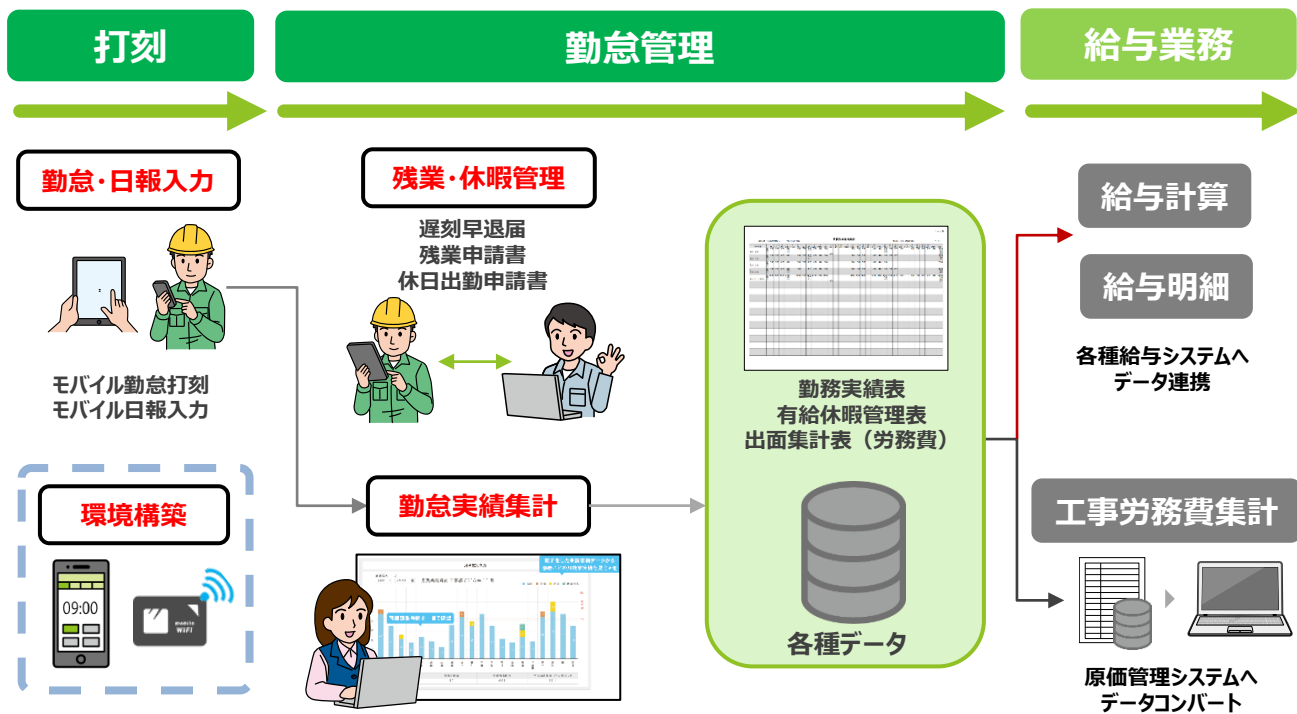 打刻
勤怠管理
給与業務
勤怠・日報入力
モバイル勤怠打刻
モバイル日報入力
環境構築
09:00
WiFi
残業・休暇管理
遅刻早退届
残業申請書
休日出勤申請書
勤怠実績集計
勤務実績表
有給休暇管理表
出面集計表（労務費）
各種データ
給与計算
給与明細
各種給与システムへ
データ連携
工事労務費集計
原価管理システムへ
データコンバート